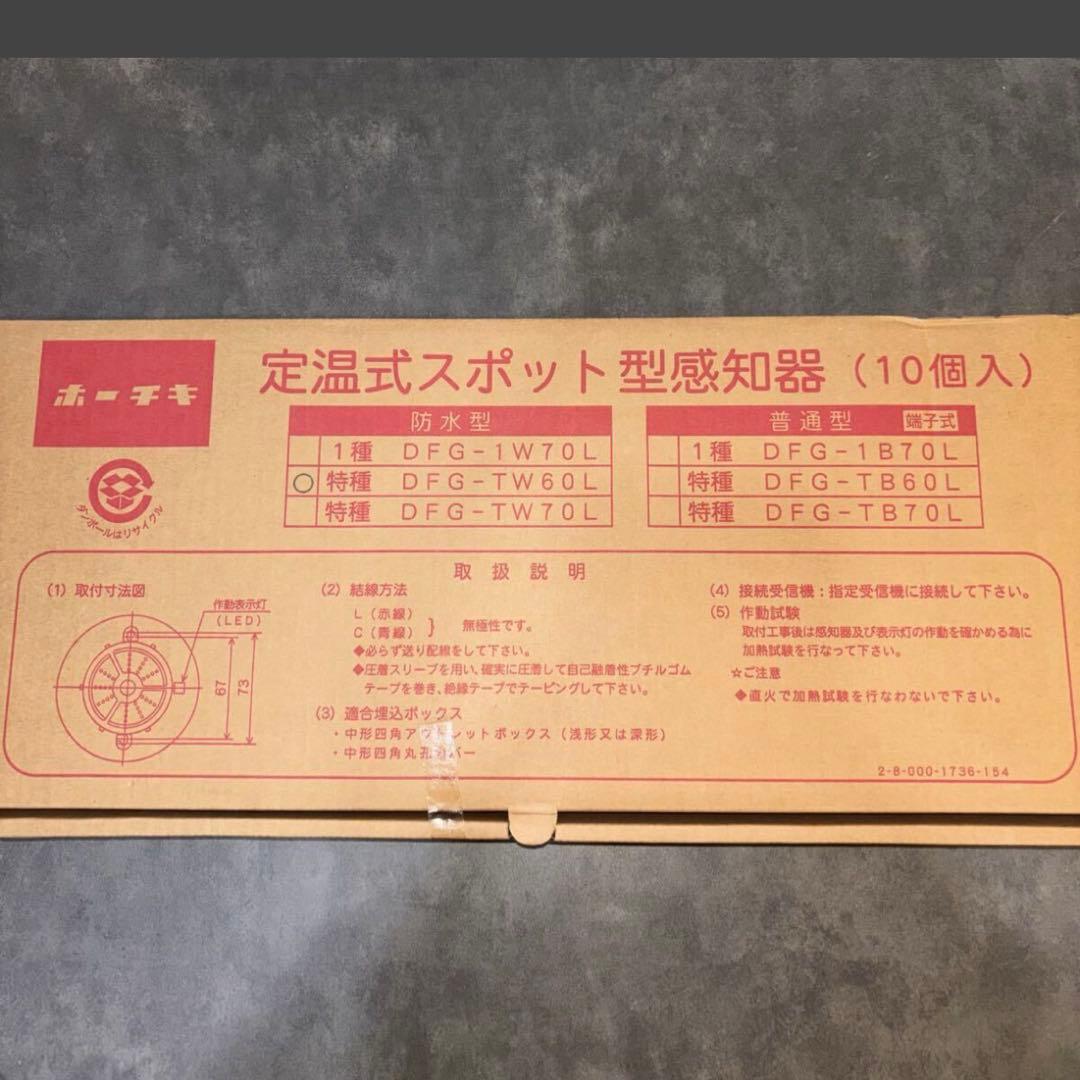 ホーチキ
定温式スポット型感知器（10個入）
防水型
1種 DFG-1W70L
○ 特種 DFG-TW60L
特種 DFG-TW70L
普通型 端子式
1種 DFG-1B70L
特種 DFG-TB60L
特種 DFG-TB70L
ダンボールはリサイクル
取扱説明
(1) 取付寸法図
作動表示灯
(LED)
67
73
(2) 結線方法
L（赤線）
C（青線）
} 無極性です。
◆必らず送り配線をして下さい。
◆圧着スリーブを用い、確実に圧着して自己融着性ブチルゴム
テープを巻き、絶縁テープでテーピングして下さい。
(3) 適合埋込ボックス
・中形四角アウトレットボックス（浅形又は深形）
・中形四角丸孔カバー
(4) 接続受信機：指定受信機に接続して下さい。
(5) 作動試験
取付工事後は感知器及び表示灯の作動を確かめる為に
加熱試験を行なって下さい。
☆ご注意
◆直火で加熱試験を行なわないで下さい。
2-8-000-1736-154